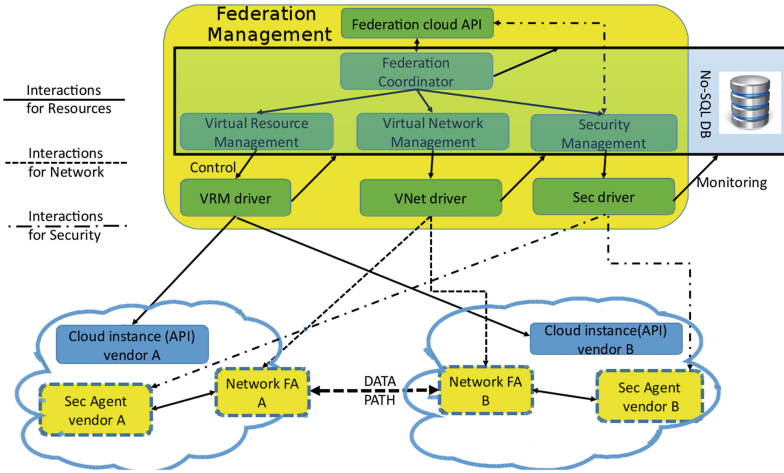 Federation
Management
Federation cloud API
Federation
Coordinator
No-SQL DB
Interactions
for Resources
Virtual Resource
Management
Virtual Network
Management
Security
Management
Interactions
for Network
Control
Monitoring
VRM driver
VNet driver
Sec driver
Interactions
for Security
Cloud instance (API)
vendor A
Cloud instance(API)
vendor B
Sec Agent
vendor A
Network FA
A
DATA
PATH
Network FA
B
Sec Agent
vendor B